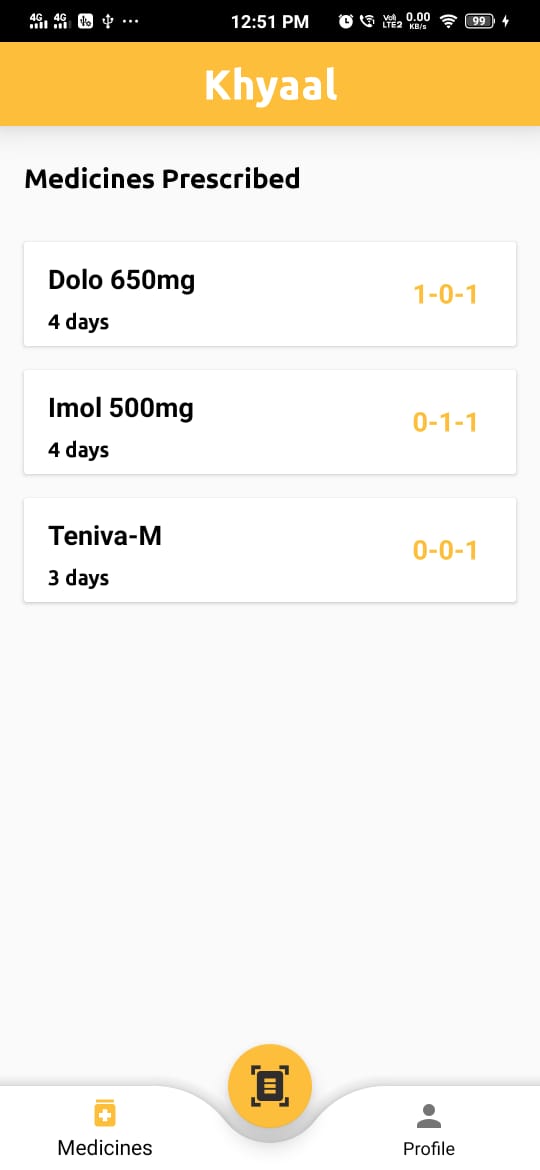 4G 4G 12:51 PM Vo) LTE2 0.00 KB/s 99
Khyaal
Medicines Prescribed
Dolo 650mg
1-0-1
4 days
Imol 500mg
0-1-1
4 days
Teniva-M
0-0-1
3 days
Medicines
Profile